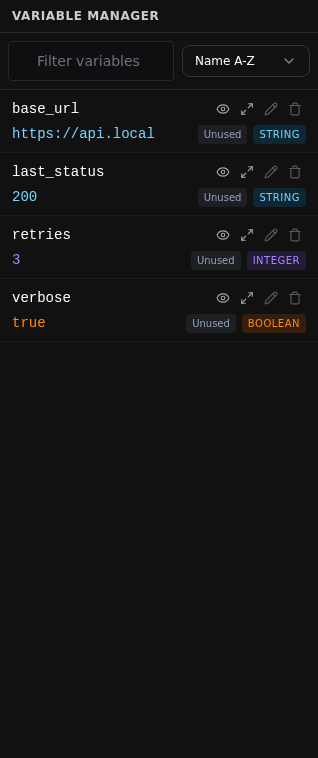 VARIABLE MANAGER
Filter variables
Name A-Z
base_url
https://api.local
Unused
STRING
last_status
200
Unused
STRING
retries
3
Unused
INTEGER
verbose
true
Unused
BOOLEAN